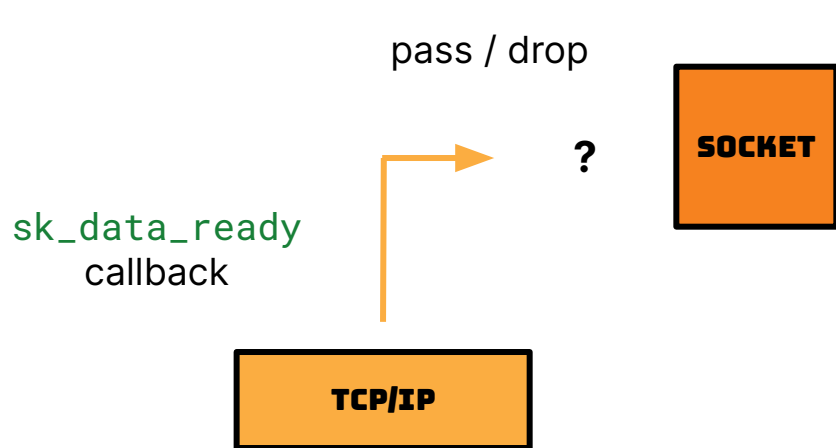 pass / drop
?
SOCKET
sk_data_ready
callback
TCP/IP